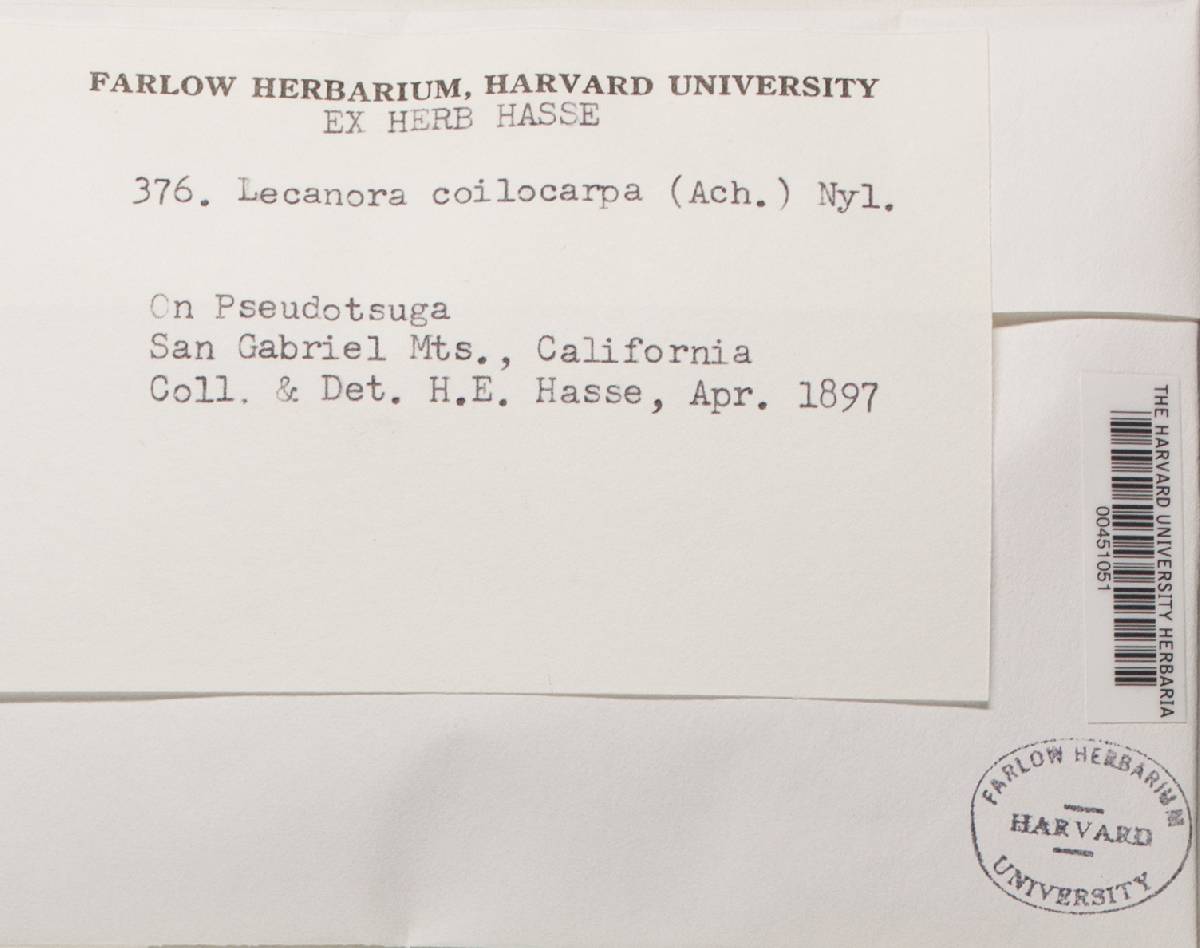 FARLOW HERBARIUM, HARVARD UNIVERSITY
EX HERB HASSE
376. Lecanora coilocarpa (Ach.) Nyl.
On Pseudotsuga
San Gabriel Mts., California
Coll. & Det. H.E. Hasse, Apr. 1897
THE HARVARD UNIVERSITY HERBARIA
00451051
FARLOW HERBARIUM
HARVARD
UNIVERSITY